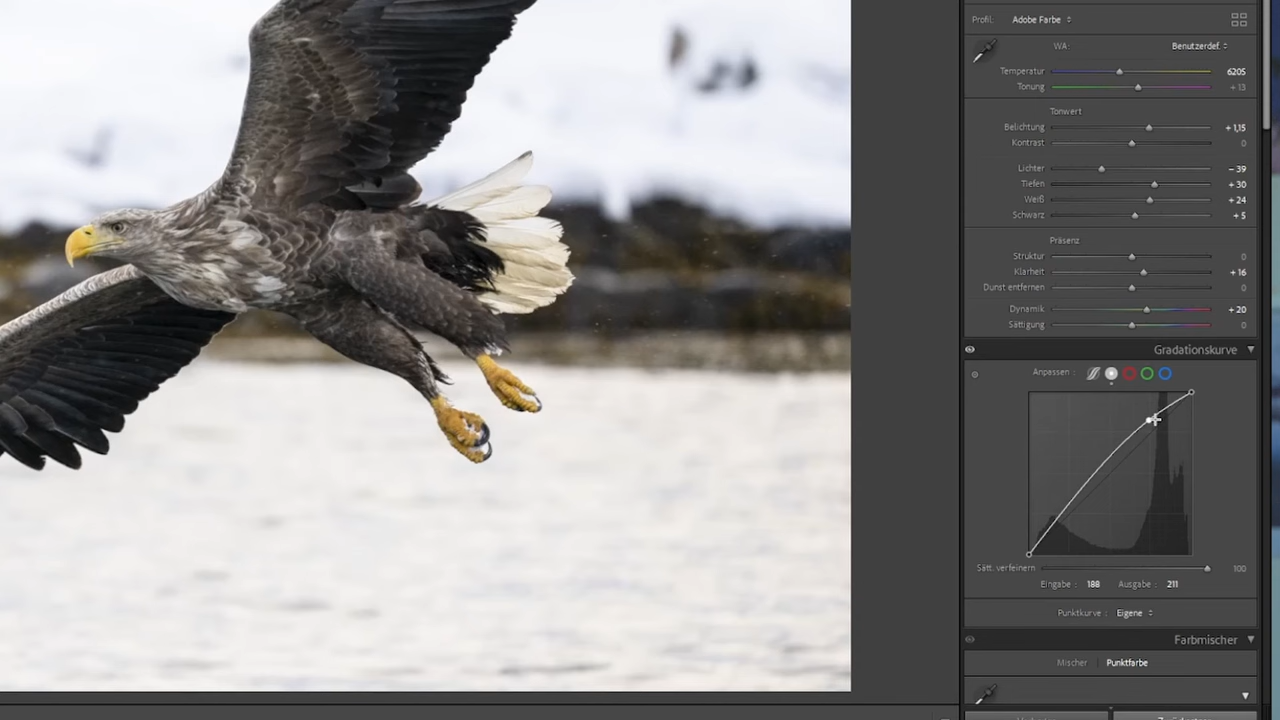 Profil: Adobe Farbe
WA: Benutzerdef.
Temperatur 6205
Tonung + 13
Tonwert
Belichtung + 1,15
Kontrast 0
Lichter – 39
Tiefen + 30
Weiß + 24
Schwarz + 5
Präsenz
Struktur 0
Klarheit + 16
Dunst entfernen 0
Dynamik + 20
Sättigung 0
Gradationskurve
Anpassen :
Sätt. verfeinern 100
Eingabe : 188 Ausgabe : 211
Punktkurve : Eigene
Farbmischer
Mischer Punktfarbe